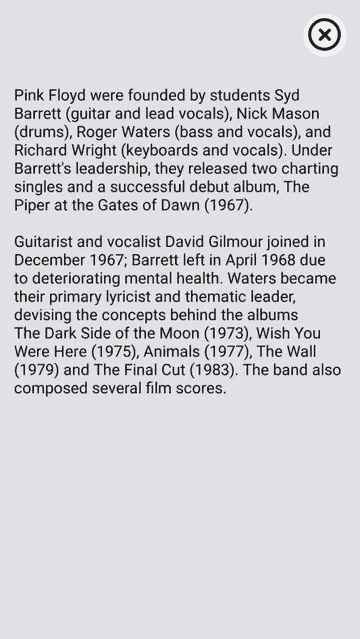 Pink Floyd were founded by students Syd
Barrett (guitar and lead vocals), Nick Mason
(drums), Roger Waters (bass and vocals), and
Richard Wright (keyboards and vocals). Under
Barrett's leadership, they released two charting
singles and a successful debut album, The
Piper at the Gates of Dawn (1967).

Guitarist and vocalist David Gilmour joined in
December 1967; Barrett left in April 1968 due
to deteriorating mental health. Waters became
their primary lyricist and thematic leader,
devising the concepts behind the albums
The Dark Side of the Moon (1973), Wish You
Were Here (1975), Animals (1977), The Wall
(1979) and The Final Cut (1983). The band also
composed several film scores.